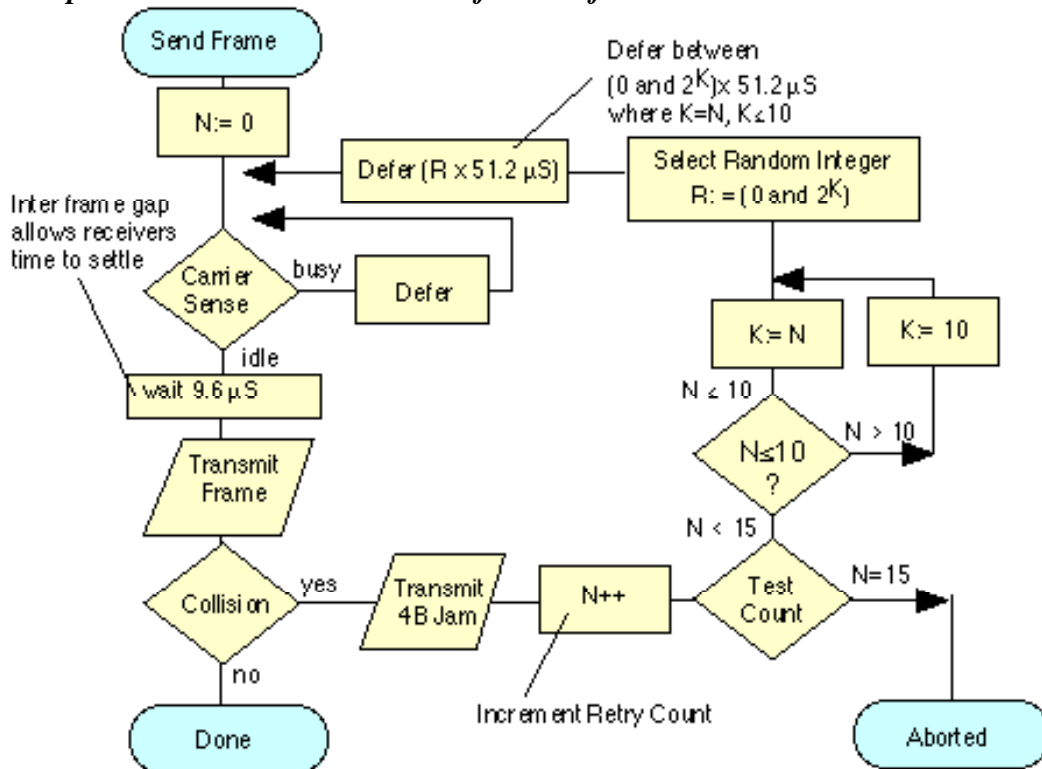 Send Frame
N:= 0
Defer between
(0 and 2^K)x 51.2 µS
where K=N, K≤10
Defer (R x 51.2 µS)
Select Random Integer
R: = (0 and 2^K)
Inter frame gap
allows receivers
time to settle
Carrier
Sense
busy
Defer
idle
wait 9.6 µS
K:= N
K:= 10
N ≤ 10
N≤10
?
N > 10
Transmit
Frame
N < 15
Collision
yes
Transmit
4B Jam
N++
Test
Count
N=15
no
Increment Retry Count
Done
Aborted